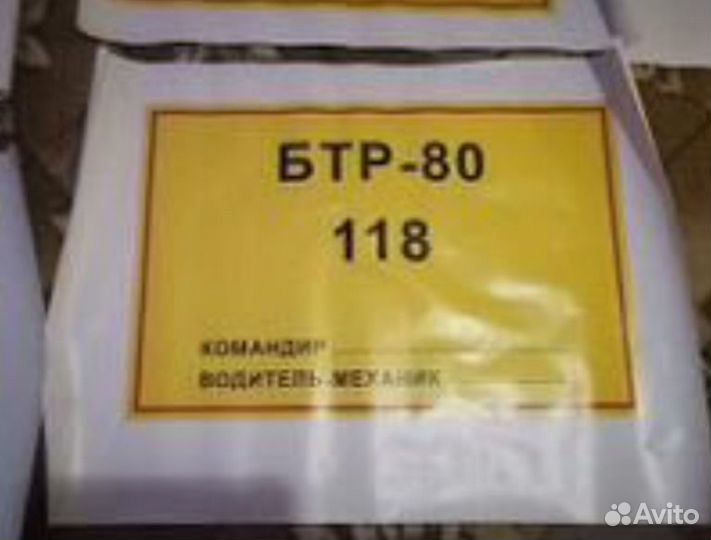 БТР-80
118
КОМАНДИР
ВОДИТЕЛЬ-МЕХАНИК
Avito